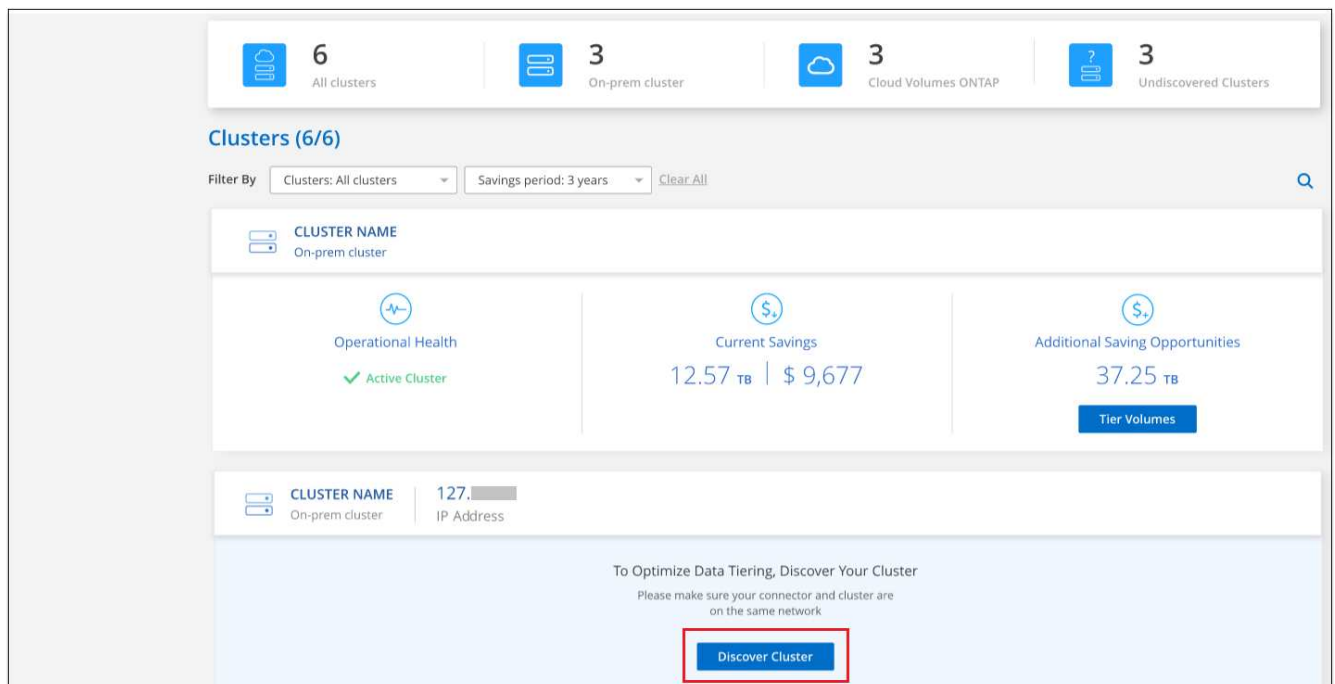 6
All clusters
3
On-prem cluster
3
Cloud Volumes ONTAP
?
3
Undiscovered Clusters
Clusters (6/6)
Filter By
Clusters: All clusters
Savings period: 3 years
Clear All
CLUSTER NAME
On-prem cluster
Operational Health
Active Cluster
Current Savings
12.57 TB | $ 9,677
Additional Saving Opportunities
37.25 TB
Tier Volumes
CLUSTER NAME
On-prem cluster
127.
IP Address
To Optimize Data Tiering, Discover Your Cluster
Please make sure your connector and cluster are
on the same network
Discover Cluster